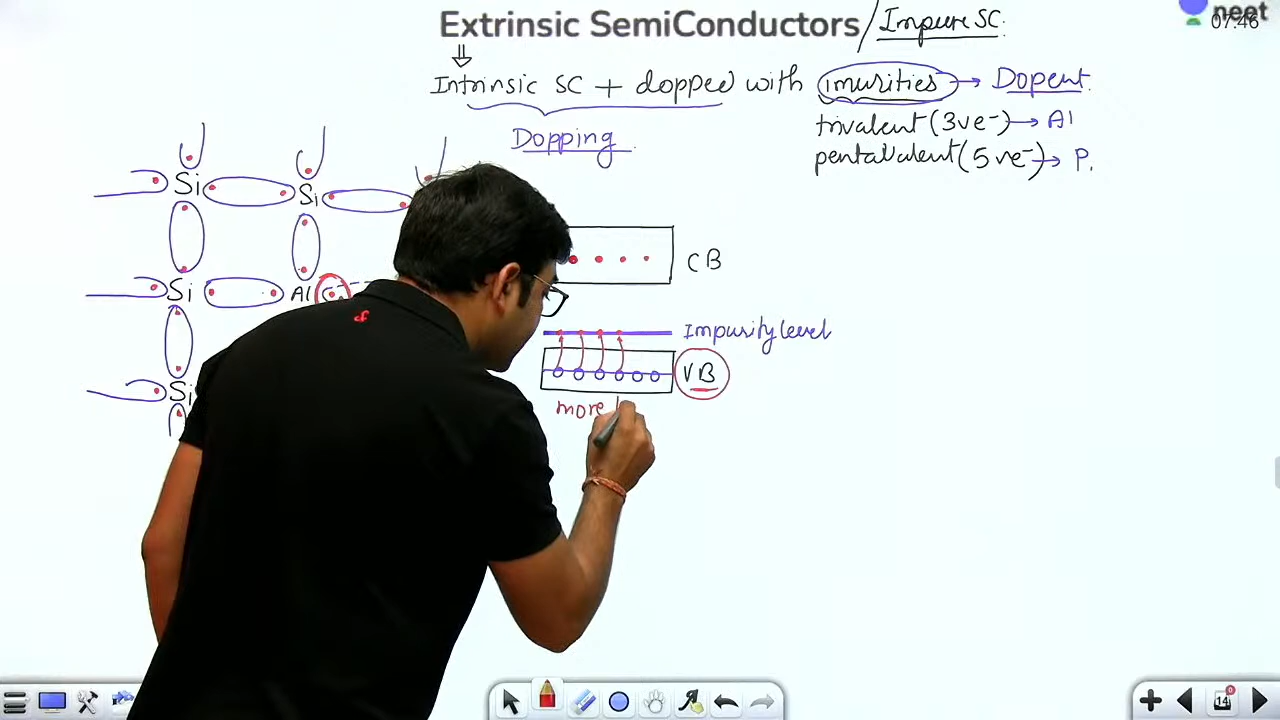 Extrinsic SemiConductors / Impure SC.
neet
07:46
⇓
Intrinsic SC + dopped with imurities → Dopent.
Dopping
trivalent (3ve⁻) → Al
pentavalent (5ve⁻) → P.
Si Si
CB
Si Al e⁻
Impurity level
VB
Si
more
14